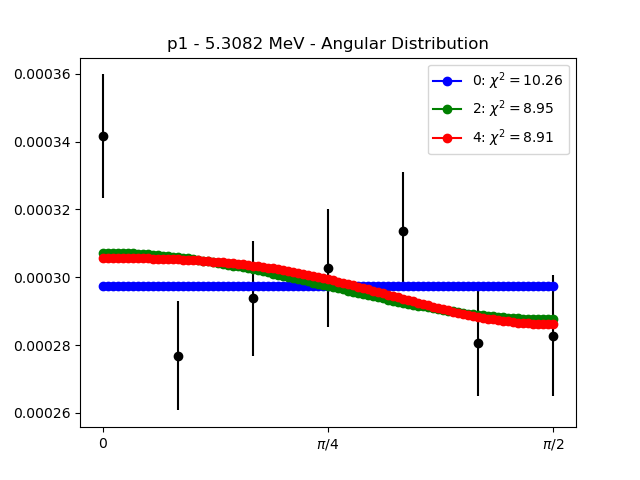 p1 - 5.3082 MeV - Angular Distribution
0.00036
0.00034
0.00032
0.00030
0.00028
0.00026
0: χ² = 10.26
2: χ² = 8.95
4: χ² = 8.91
0
π/4
π/2